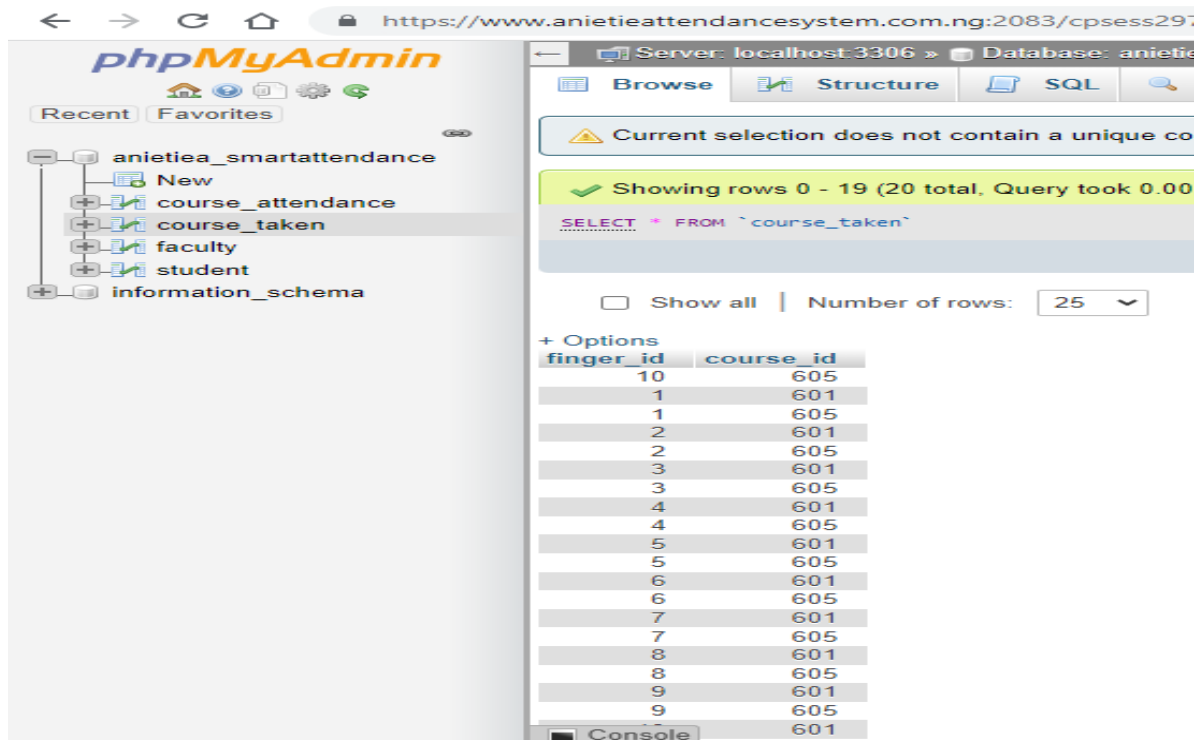 https://www.anietieattendancesystem.com.ng:2083/cpsess297
phpMyAdmin
Recent Favorites
anietiea_smartattendance
New
course_attendance
course_taken
faculty
student
information_schema
Server: localhost:3306 » Database: anietie
Browse Structure SQL
Current selection does not contain a unique co
Showing rows 0 - 19 (20 total, Query took 0.00
SELECT * FROM `course_taken`
Show all | Number of rows: 25
+ Options
finger_id course_id
10 605
1 601
1 605
2 601
2 605
3 601
3 605
4 601
4 605
5 601
5 605
6 601
6 605
7 601
7 605
8 601
8 605
9 601
9 605
601
Console